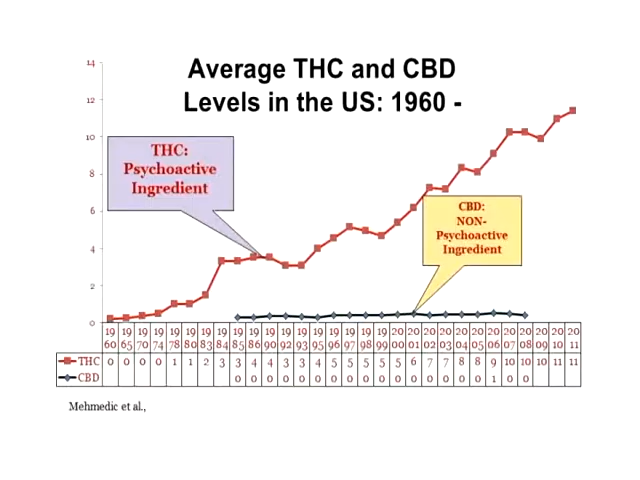 Average THC and CBD
Levels in the US: 1960 -
14
12
10
8
6
4
2
0
THC:
Psychoactive
Ingredient
CBD:
NON-
Psychoactive
Ingredient
19 19 19 19 19 19 19 19 19 19 19 19 19 19 19 19 19 19 20 20 20 20 20 20 20 20 20 20 20 20
60 65 70 74 78 80 83 84 85 86 90 92 93 95 96 97 98 99 00 01 02 03 04 05 06 07 08 09 10 11
THC 0 0 0 0 1 1 2 3 3 4 4 3 3 4 5 5 5 5 5 6 7 7 8 8 9 10 10 10 11 11
CBD 0 0 0 0 0 0 0 0 0 0 0 0 0 0 0 0 1 0 0
Mehmedic et al.,